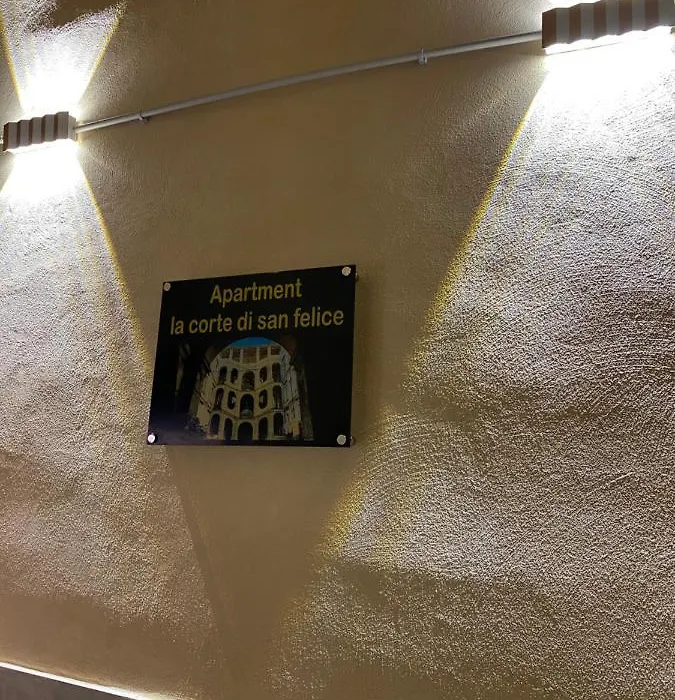 Apartment
la corte di san felice